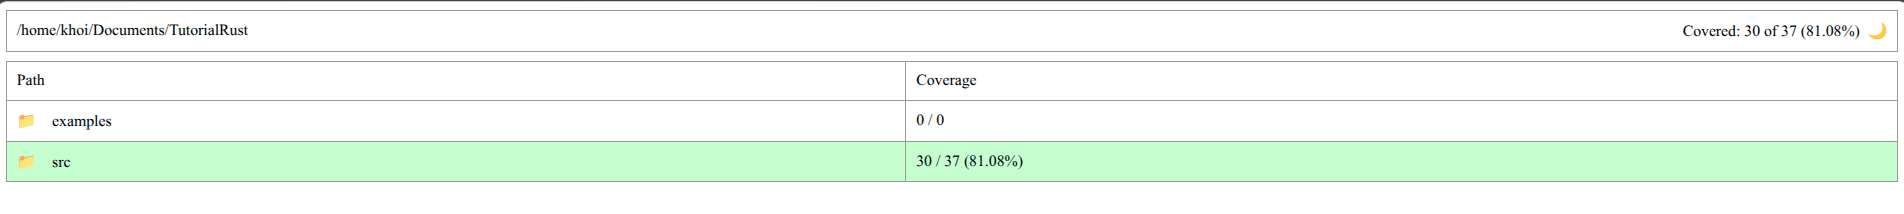 /home/khoi/Documents/TutorialRust Covered: 30 of 37 (81.08%)
Path Coverage
examples 0 / 0
src 30 / 37 (81.08%)